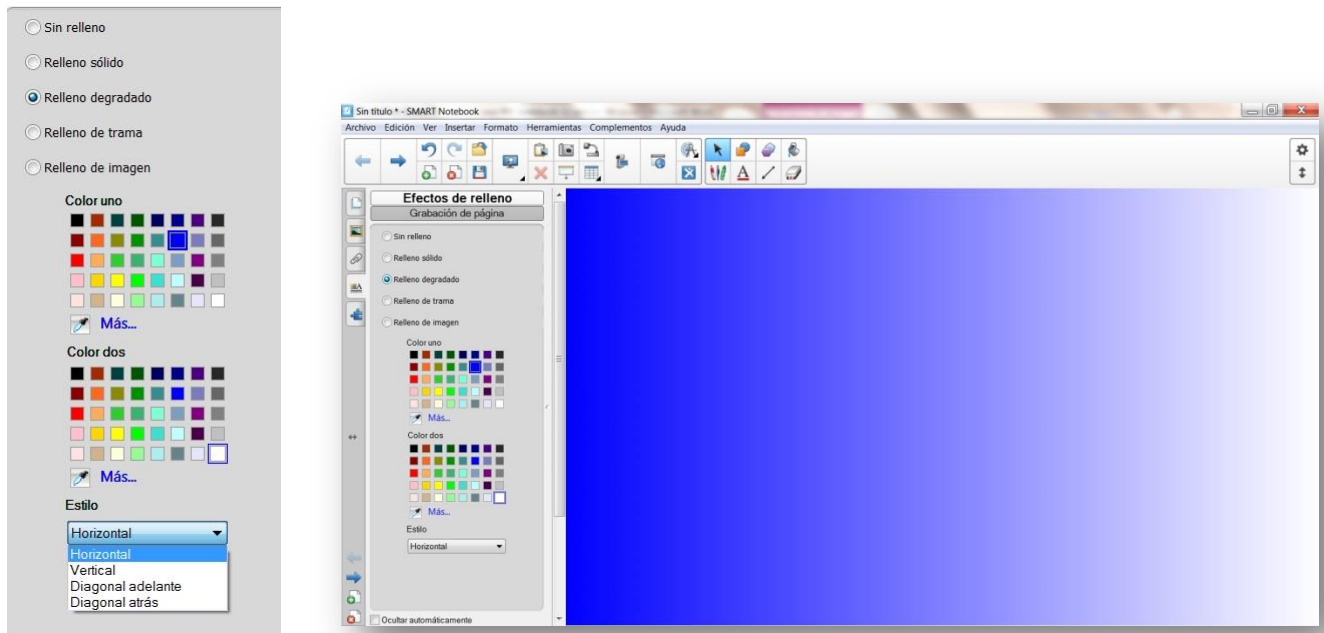 Sin relleno
Relleno sólido
Relleno degradado
Relleno de trama
Relleno de imagen
Color uno
Más...
Color dos
Más...
Estilo
Horizontal
Horizontal
Vertical
Diagonal adelante
Diagonal atrás
Sin título * - SMART Notebook
Archivo Edición Ver Insertar Formato Herramientas Complementos Ayuda
Efectos de relleno
Grabación de página
Sin relleno
Relleno sólido
Relleno degradado
Relleno de trama
Relleno de imagen
Color uno
Más...
Color dos
Más...
Estilo
Horizontal
Ocultar automáticamente